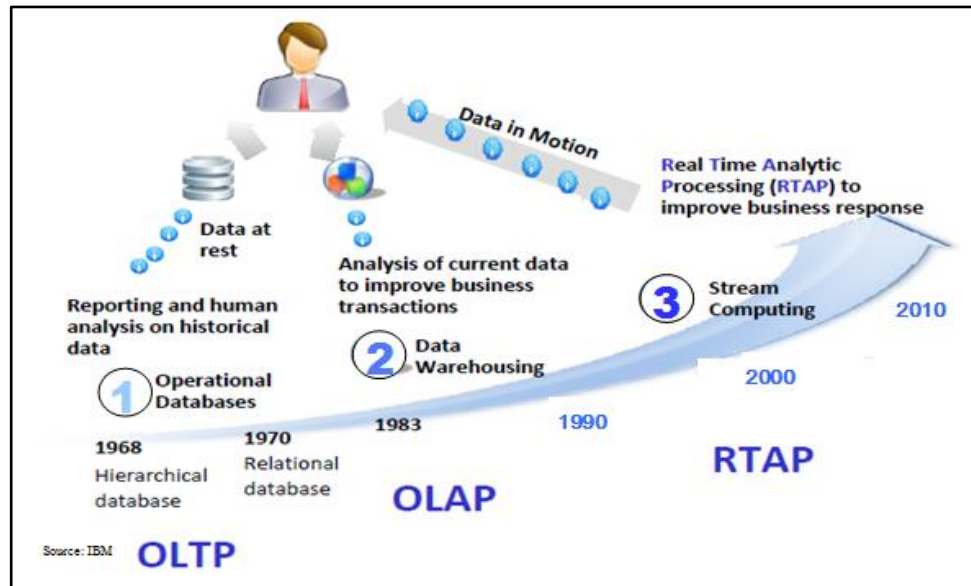 Data in Motion
Real Time Analytic
Processing (RTAP) to
improve business response
Data at
rest
Analysis of current data
to improve business
transactions
Reporting and human
analysis on historical
data
3 Stream
Computing
2010
2 Data
Warehousing
1 Operational
Databases
2000
1990
1983
1970
Relational
database
1968
Hierarchical
database
RTAP
OLAP
Source: IBM
OLTP